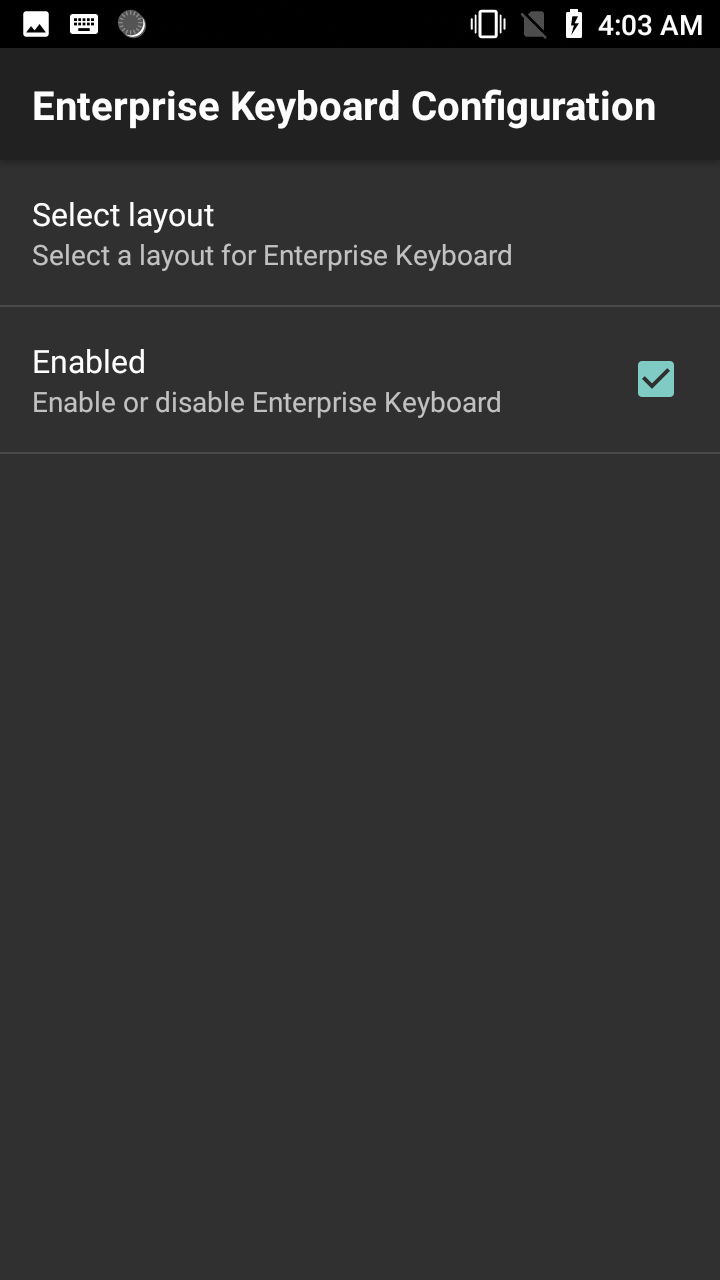 4:03 AM
Enterprise Keyboard Configuration
Select layout
Select a layout for Enterprise Keyboard
Enabled
Enable or disable Enterprise Keyboard